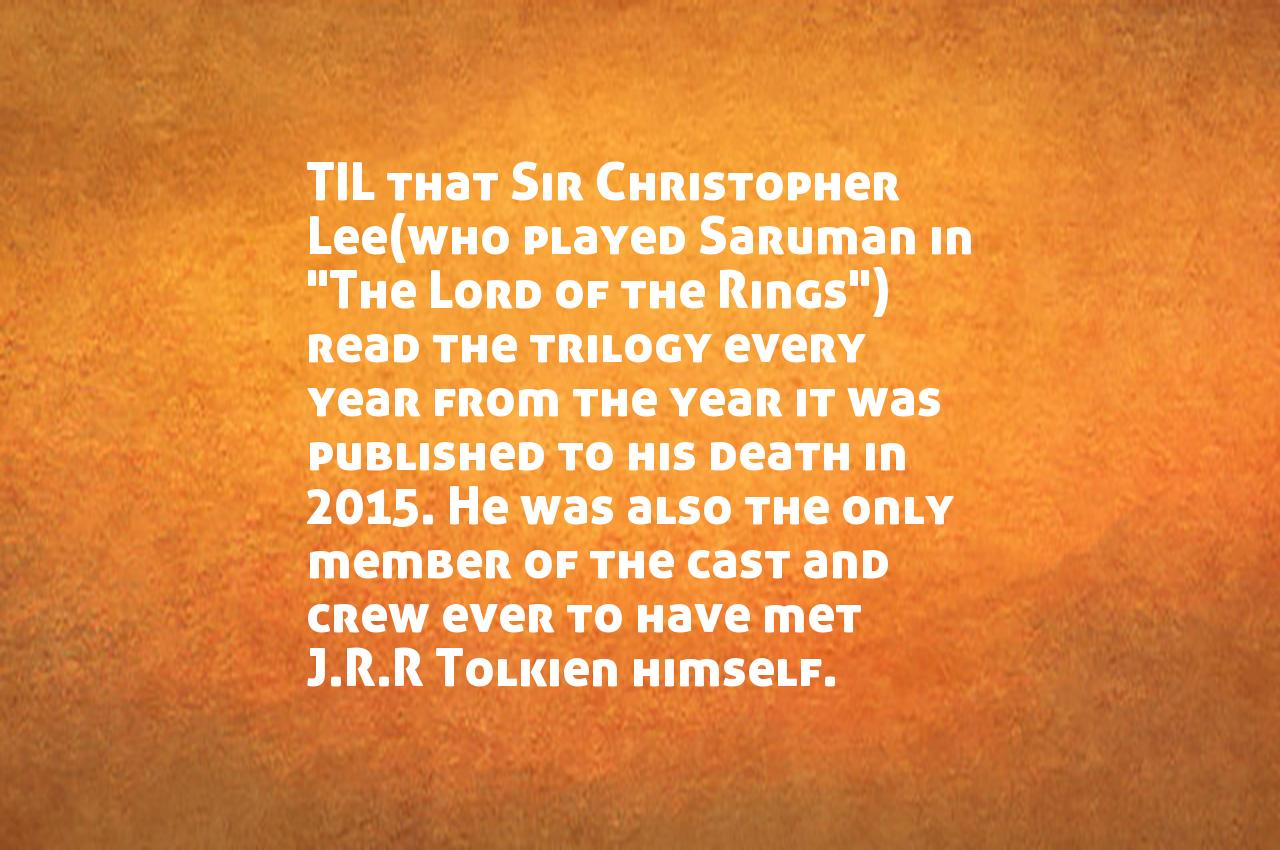 TIL that Sir Christopher
Lee(who played Saruman in
"The Lord of the Rings")
read the trilogy every
year from the year it was
published to his death in
2015. He was also the only
member of the cast and
crew ever to have met
J.R.R Tolkien himself.